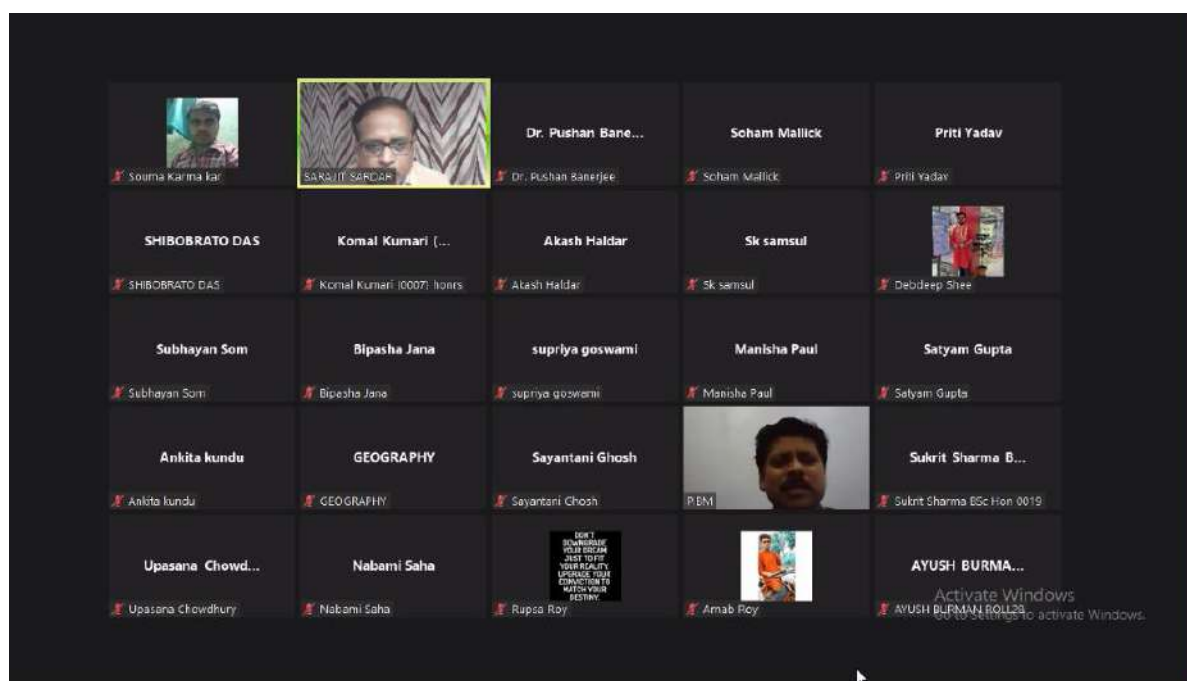 Souma Karma kar
SARAJIT SARDAR
Dr. Pushan Bane...
Dr. Pushan Banerjee
Soham Mallick
Soham Mallick
Priti Yadav
Priti Yadav
SHIBOBRATO DAS
SHIBOBRATO DAS
Komal Kumari (...
Komal Kumari (0007) honrs
Akash Haldar
Akash Haldar
Sk samsul
Sk samsul
Debdeep Shee
Subhayan Som
Subhayan Som
Bipasha Jana
Bipasha Jana
supriya goswami
supriya goswami
Manisha Paul
Manisha Paul
Satyam Gupta
Satyam Gupta
Ankita kundu
Ankita kundu
GEOGRAPHY
GEOGRAPHY
Sayantani Ghosh
Sayantani Ghosh
P.BM
Sukrit Sharma B...
Sukrit Sharma BSc Hon 0019
Upasana Chowd...
Upasana Chowdhury
Nabami Saha
Nabami Saha
DON'T
DOWNGRADE
YOUR DREAM
JUST TO FIT
YOUR REALITY.
UPGRADE YOUR
CONVICTION TO
MATCH YOUR
DESTINY.
Rupsa Roy
Arnab Roy
AYUSH BURMA...
AYUSH BURMAN ROLL28
Activate Windows
Go to Settings to activate Windows.